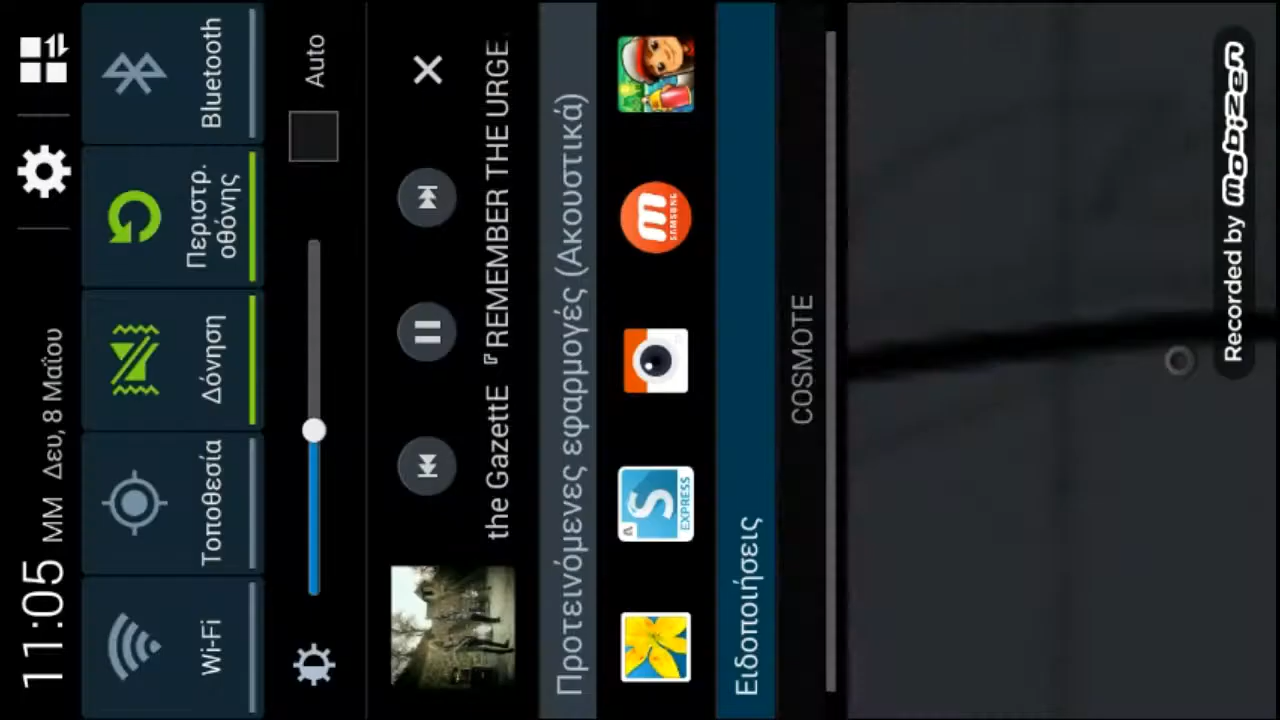 11:05 ΜΜ Δευ, 8 Μαΐου
Wi-Fi
Τοποθεσία
Δόνηση
Περιστρ.
οθόνης
Bluetooth
Auto
the GazettE『REMEMBER THE URGE
Προτεινόμενες εφαρμογές (Ακουστικά)
S
EXPRESS
m
SAMSUNG
Ειδοποιήσεις
COSMOTE
Recorded by mobizen